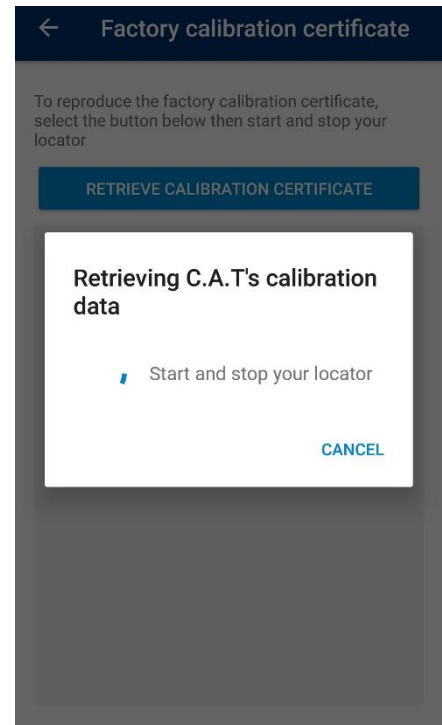 Factory calibration certificate
To reproduce the factory calibration certificate,
select the button below then start and stop your
locator
RETRIEVE CALIBRATION CERTIFICATE
Retrieving C.A.T's calibration
data
Start and stop your locator
CANCEL